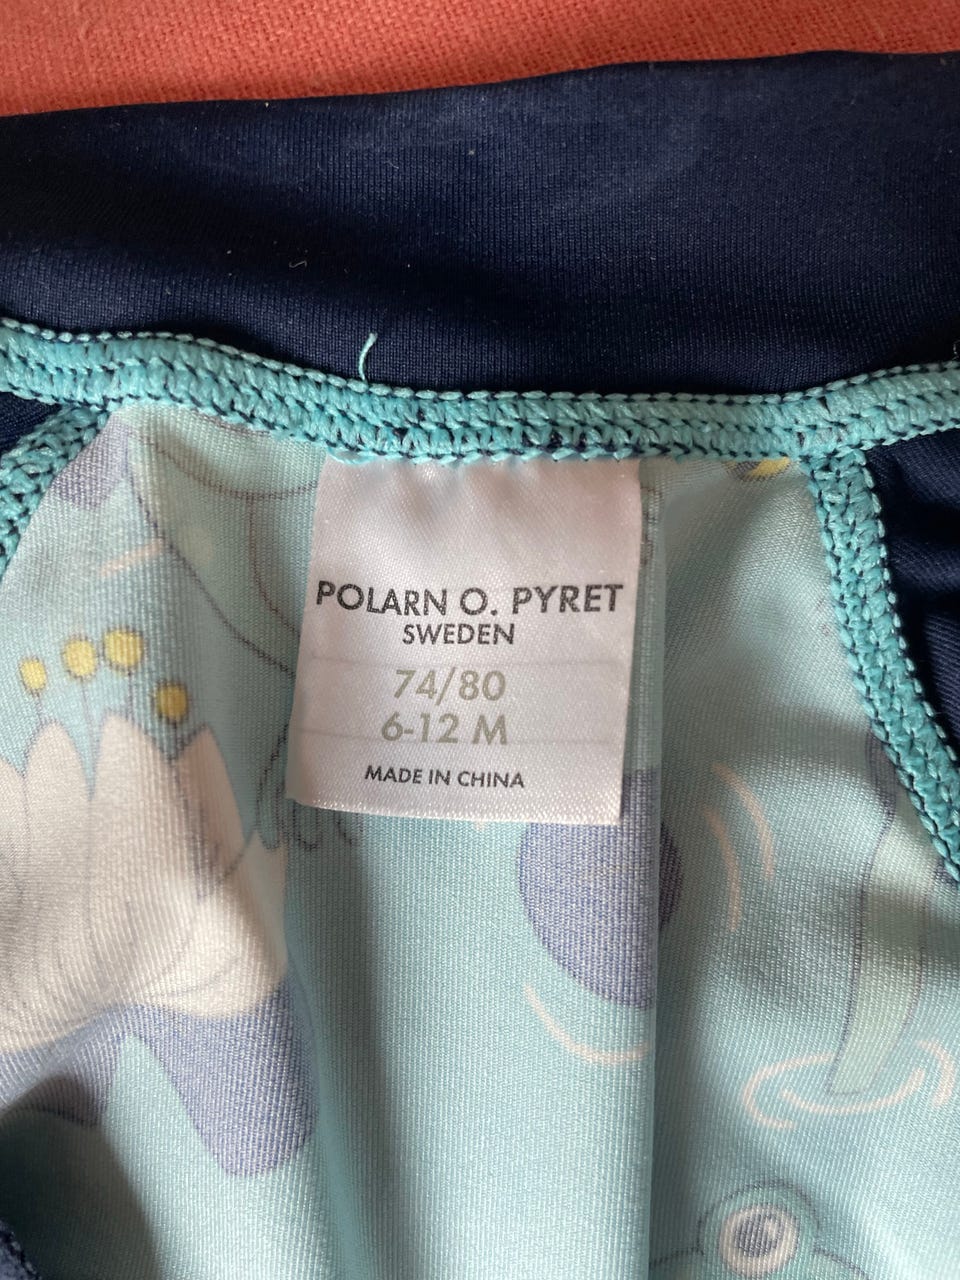 POLARN O. PYRET
SWEDEN
74/80
6-12 M
MADE IN CHINA